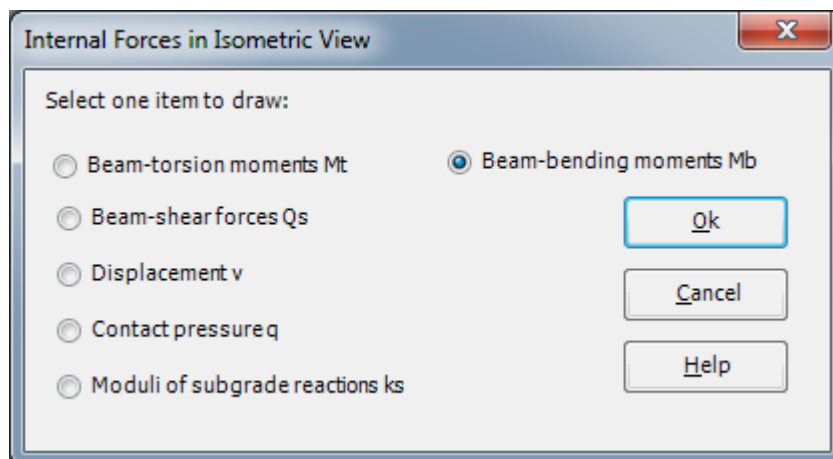 Internal Forces in Isometric View
Select one item to draw:
Beam-torsion moments Mt
Beam-bending moments Mb
Beam-shear forces Qs
Ok
Displacement v
Cancel
Contact pressure q
Help
Moduli of subgrade reactions ks